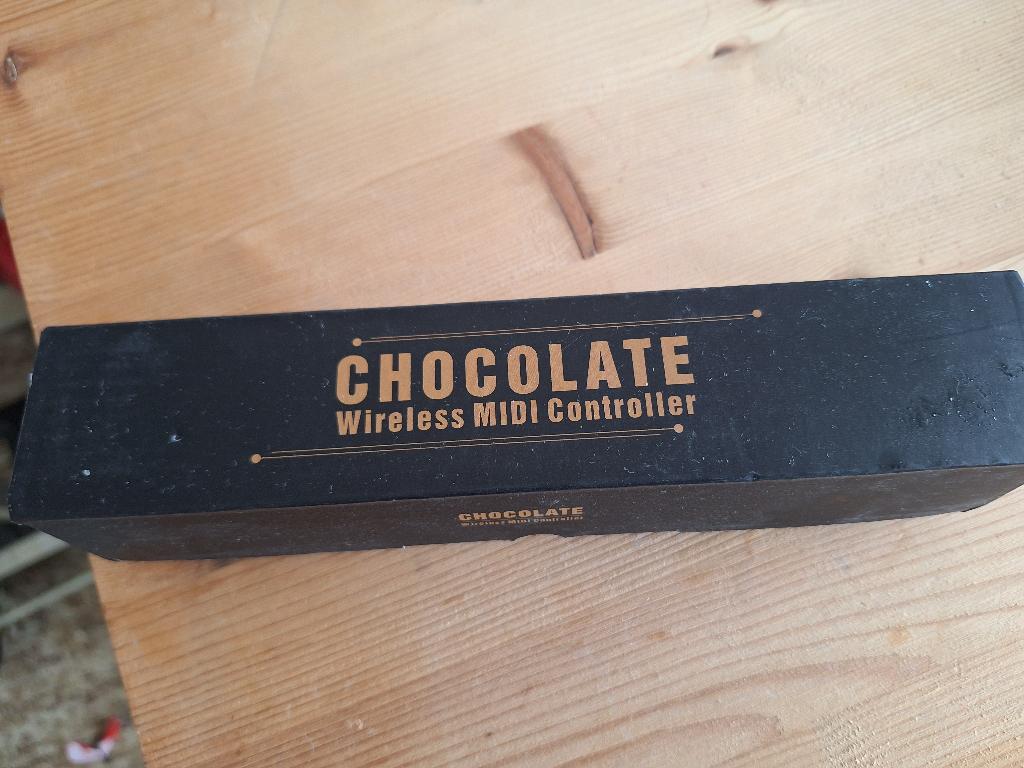 CHOCOLATE
Wireless MIDI Controller
CHOCOLATE
Wireless Midi Controller